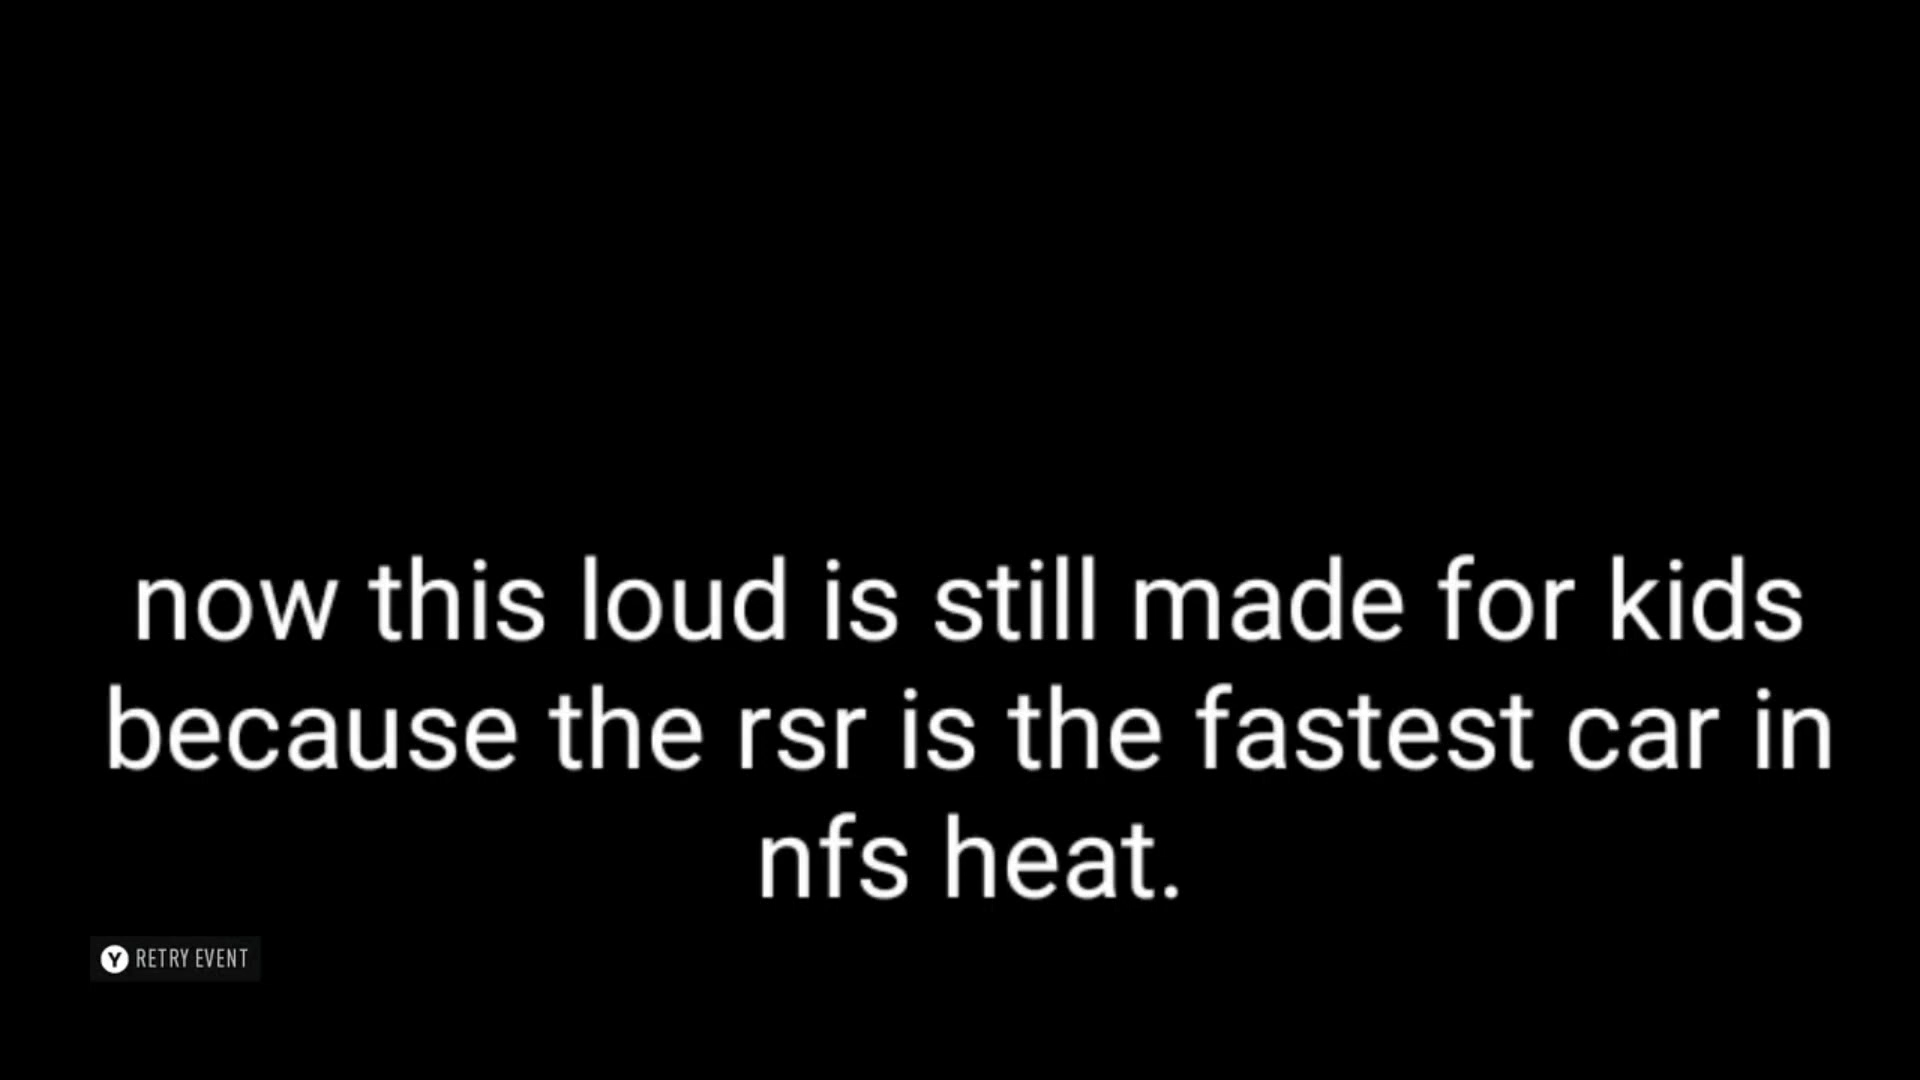 now this loud is still made for kids
because the rsr is the fastest car in
nfs heat.
Y RETRY EVENT